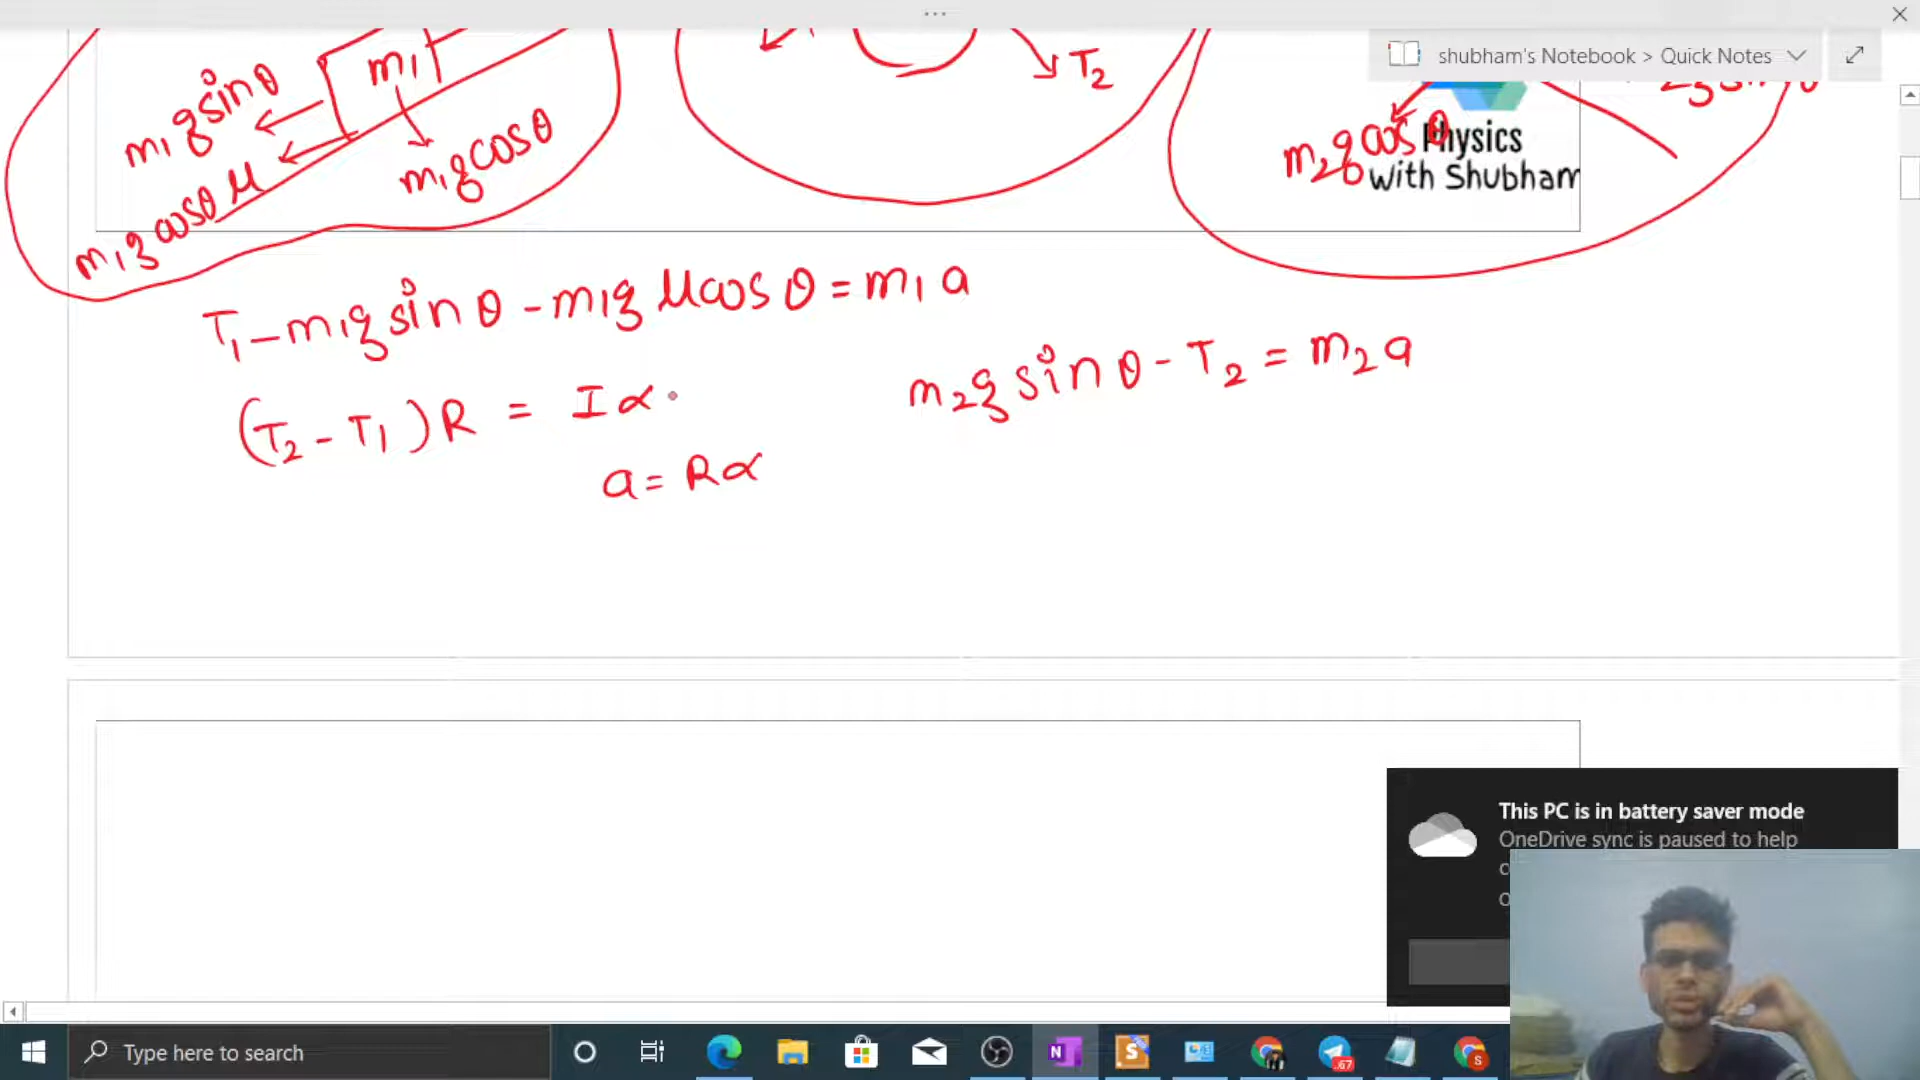 shubham's Notebook > Quick Notes
m₁
m₁gsinθ
T₂
m₁gcosθ
m₁gcosθ μ
m₂gcosθ
Physics
with Shubham
T₁ - m₁gsinθ - m₁gμcosθ = m₁a
m₂gsinθ - T₂ = m₂a
(T₂ - T₁)R = Iα
a = Rα
This PC is in battery saver mode
OneDrive sync is paused to help
Type here to search
N
S
67
S